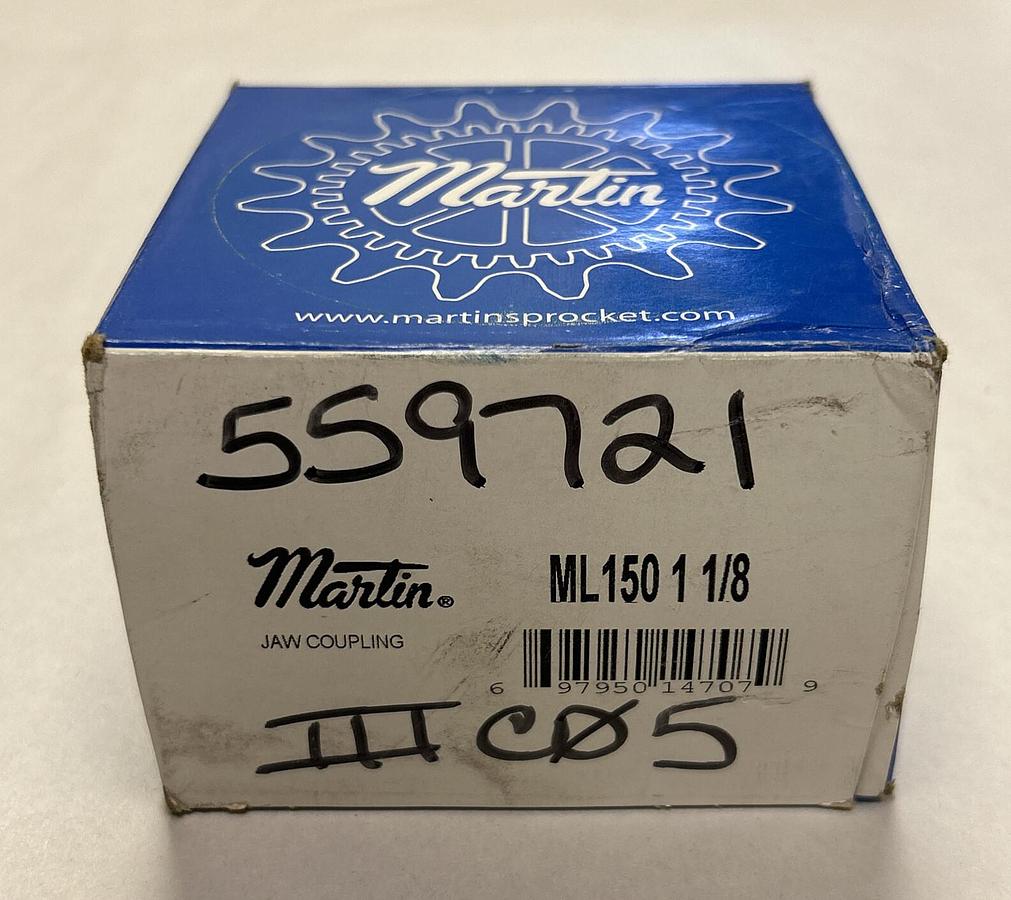 Martin
www.martinsprocket.com
559721
Martin®
ML150 1 1/8
JAW COUPLING
6 97950 14707 9
III CØ5